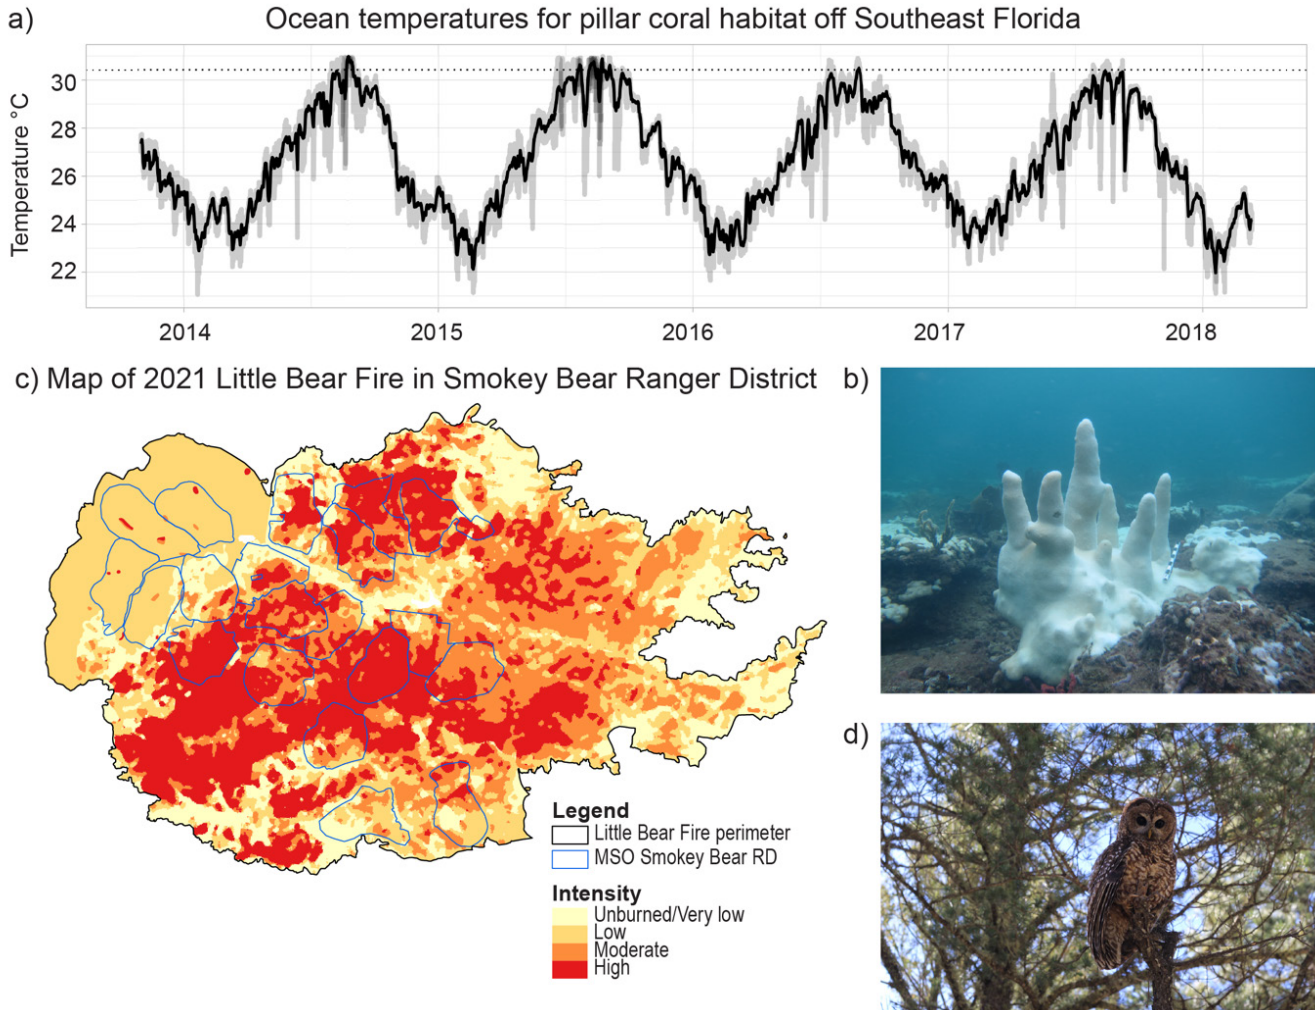 a)
Ocean temperatures for pillar coral habitat off Southeast Florida
Temperature °C
30
28
26
24
22
2014
2015
2016
2017
2018
c) Map of 2021 Little Bear Fire in Smokey Bear Ranger District
b)
d)
Legend
Little Bear Fire perimeter
MSO Smokey Bear RD
Intensity
Unburned/Very low
Low
Moderate
High